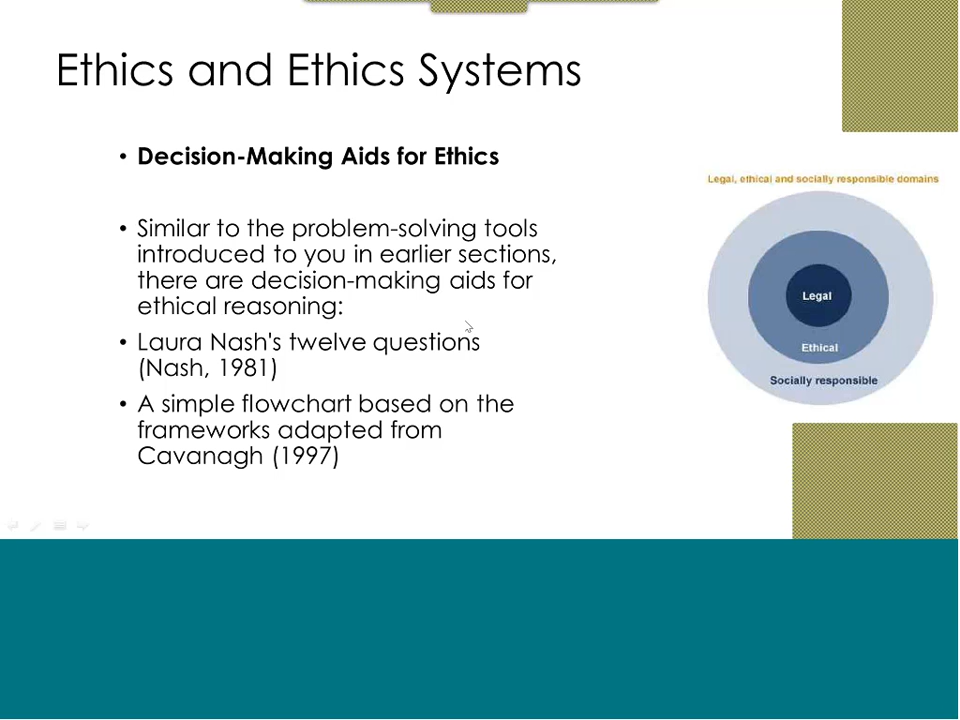 Ethics and Ethics Systems
• Decision-Making Aids for Ethics
• Similar to the problem-solving tools
introduced to you in earlier sections,
there are decision-making aids for
ethical reasoning:
• Laura Nash's twelve questions
(Nash, 1981)
• A simple flowchart based on the
frameworks adapted from
Cavanagh (1997)
Legal, ethical and socially responsible domains
Legal
Ethical
Socially responsible